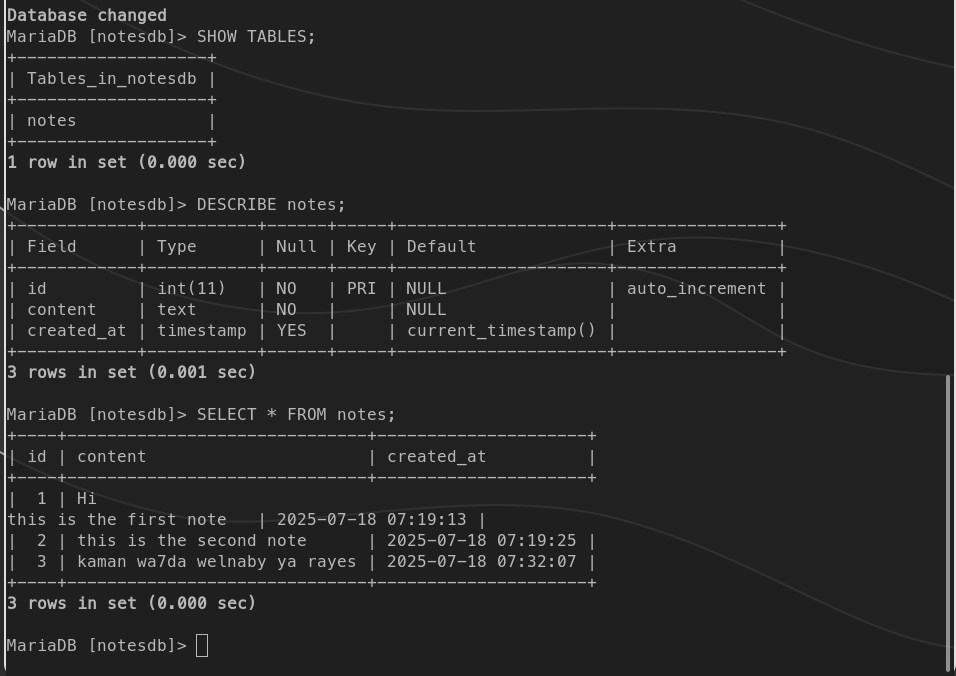 Database changed
MariaDB [notesdb]> SHOW TABLES;
+-------------------+
| Tables_in_notesdb |
+-------------------+
| notes             |
+-------------------+
1 row in set (0.000 sec)

MariaDB [notesdb]> DESCRIBE notes;
+------------+-----------+------+-----+---------------------+----------------+
| Field      | Type      | Null | Key | Default             | Extra          |
+------------+-----------+------+-----+---------------------+----------------+
| id         | int(11)   | NO   | PRI | NULL                | auto_increment |
| content    | text      | NO   |     | NULL                |                |
| created_at | timestamp | YES  |     | current_timestamp() |                |
+------------+-----------+------+-----+---------------------+----------------+
3 rows in set (0.001 sec)

MariaDB [notesdb]> SELECT * FROM notes;
+----+------------------------------+---------------------+
| id | content                      | created_at          |
+----+------------------------------+---------------------+
|  1 | Hi
this is the first note   | 2025-07-18 07:19:13 |
|  2 | this is the second note      | 2025-07-18 07:19:25 |
|  3 | kaman wa7da welnaby ya rayes | 2025-07-18 07:32:07 |
+----+------------------------------+---------------------+
3 rows in set (0.000 sec)

MariaDB [notesdb]>